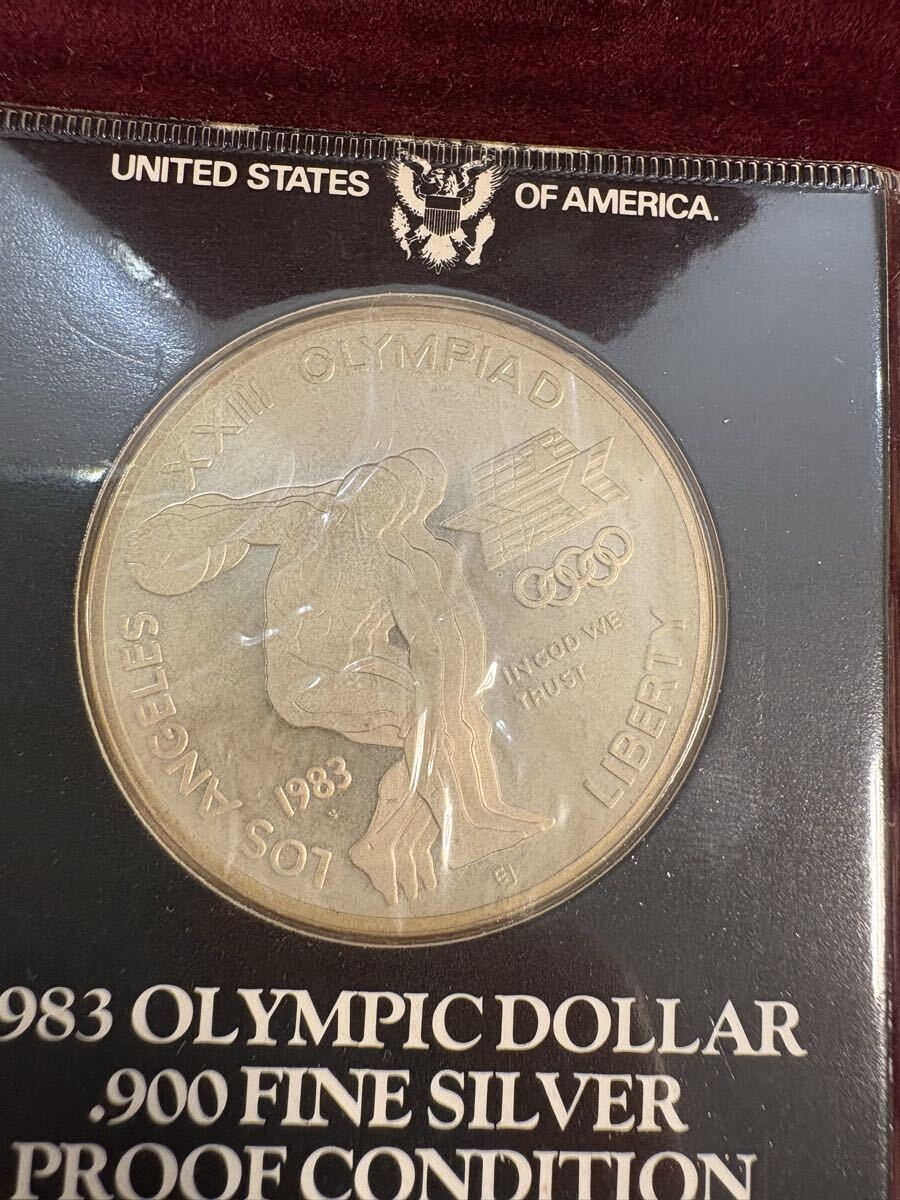 UNITED STATES OF AMERICA.
XXIII OLYMPIAD
LOS ANGELES
IN GOD WE
TRUST
LIBERTY
1983
S
EJ
983 OLYMPIC DOLLAR
.900 FINE SILVER
PROOF CONDITION